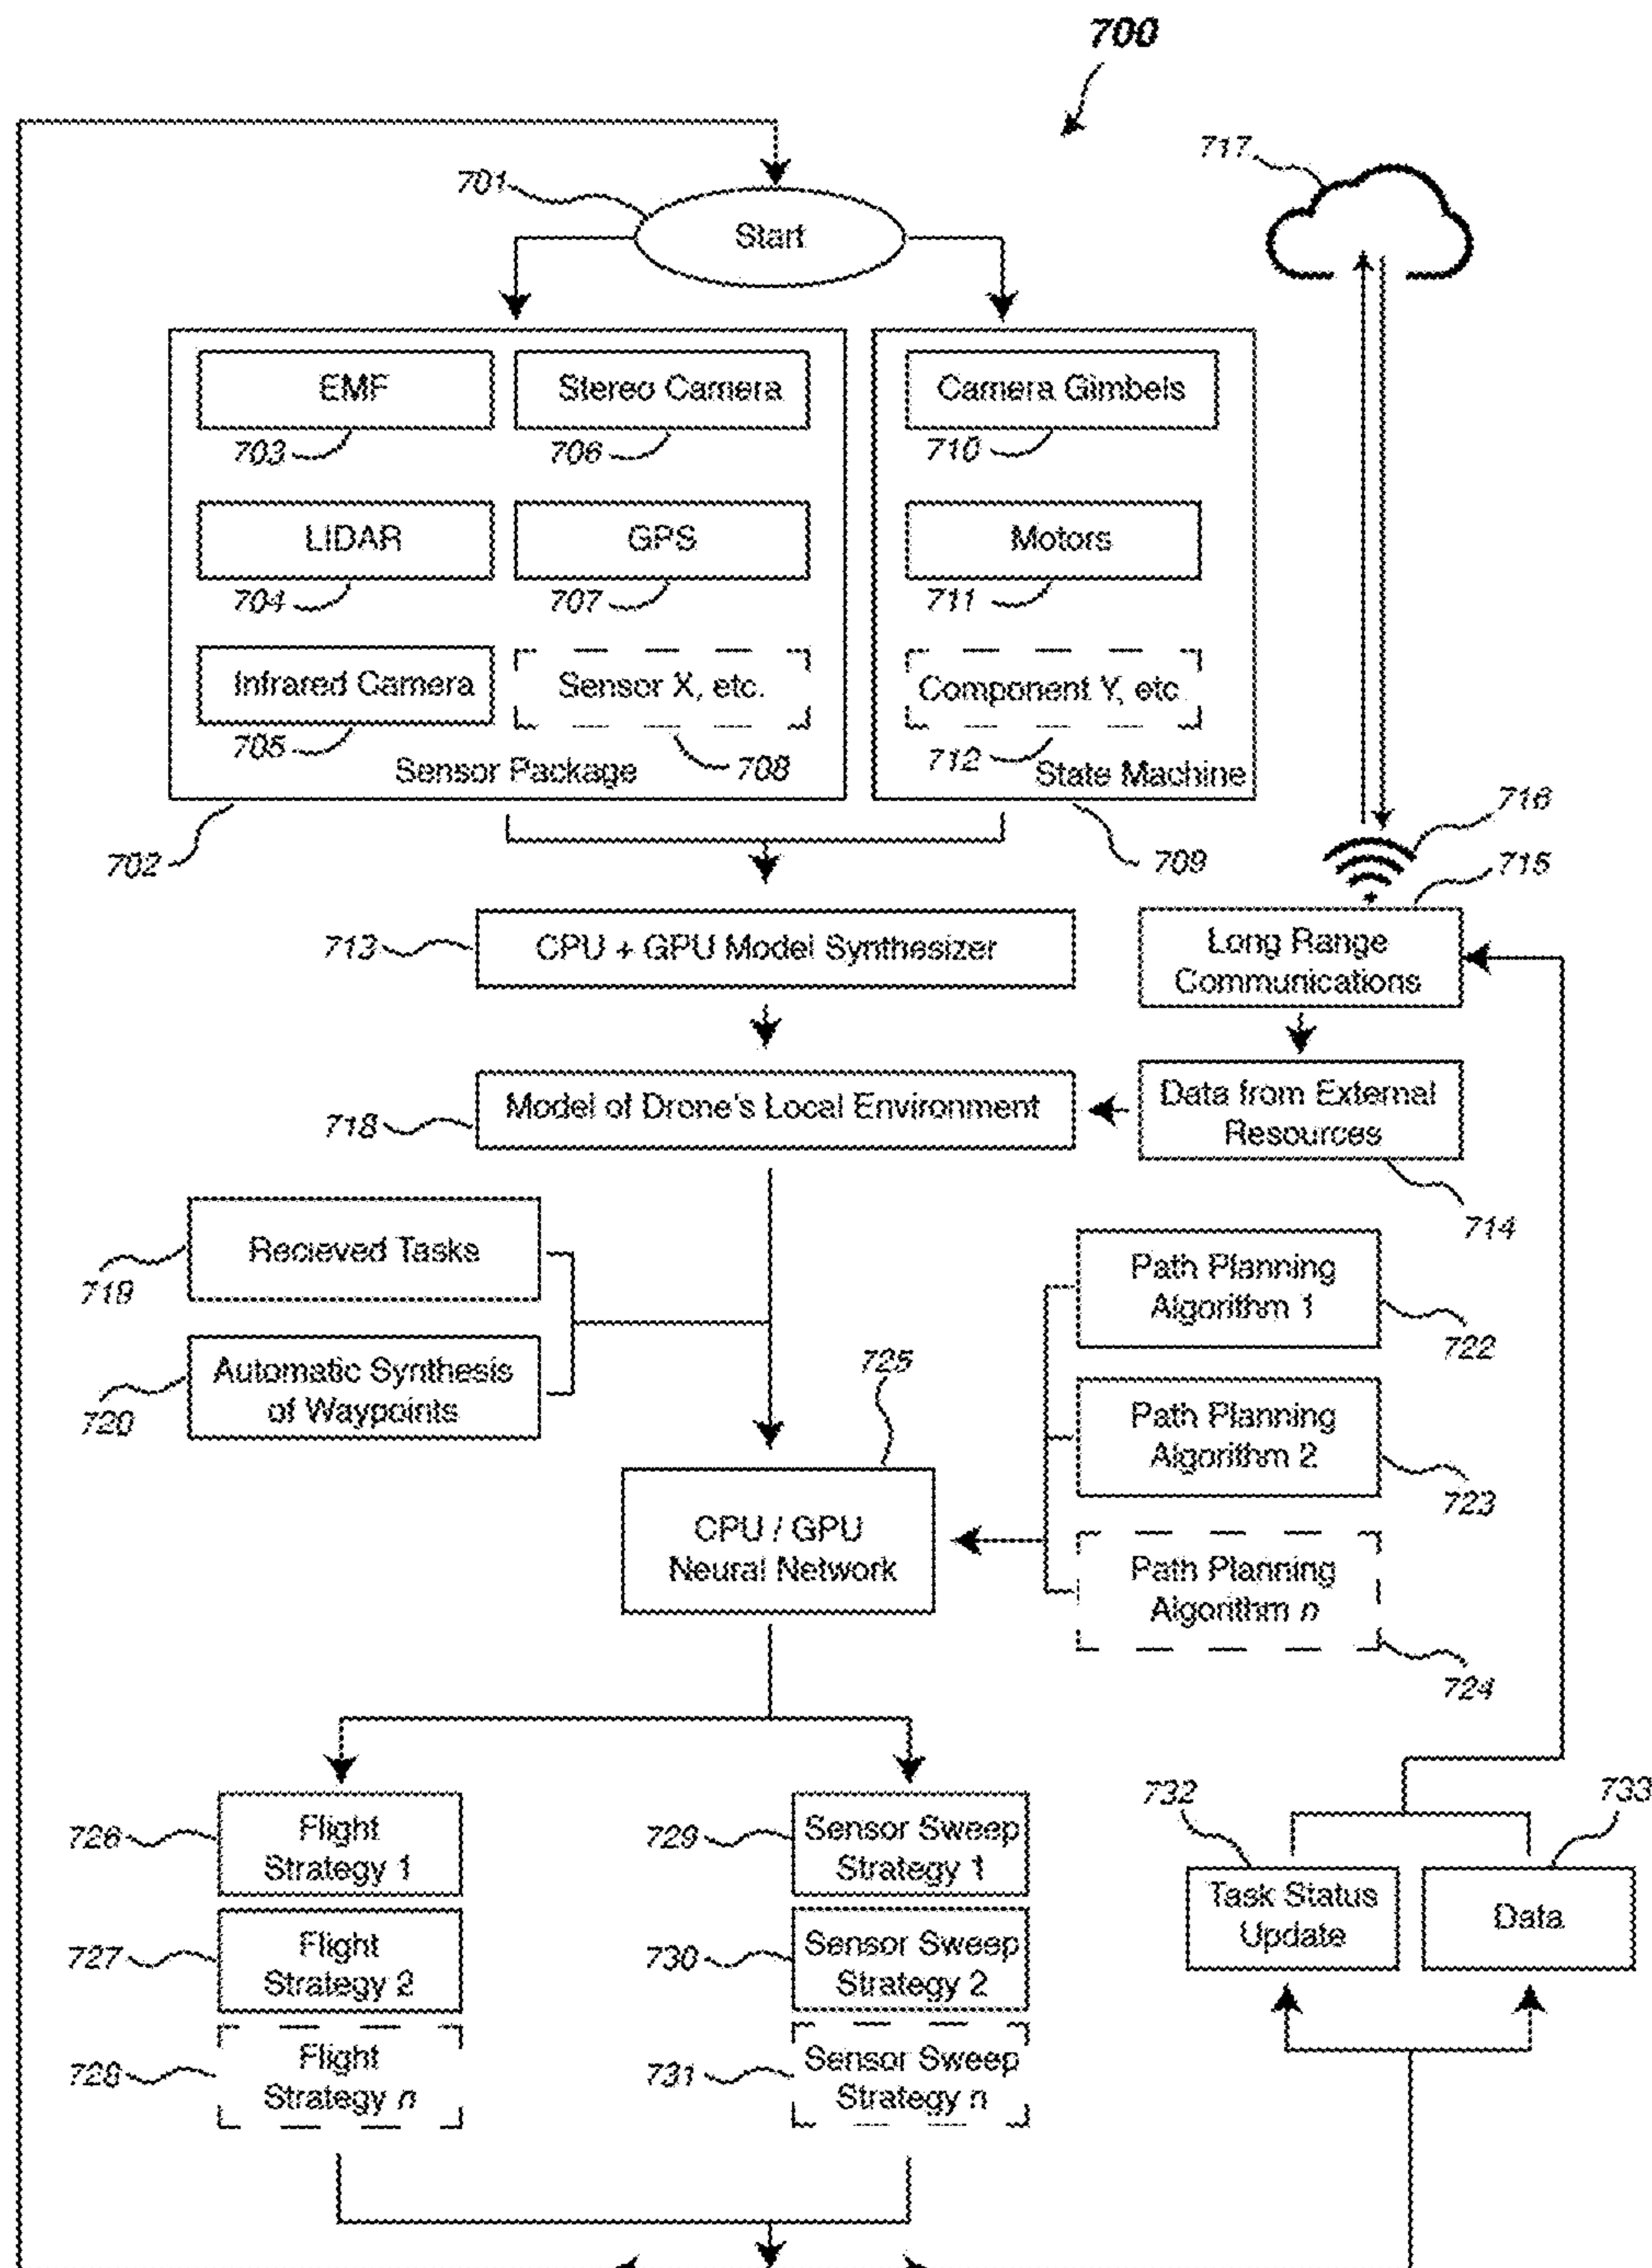 700
717
701
Start
EMF
703
Stereo Camera
706
Camera Gimbels
710
LIDAR
704
GPS
707
Motors
711
Infrared Camera
705
Sensor X, etc.
708
Component Y, etc
712
Sensor Package
State Machine
702
709
716
715
713
CPU + GPU Model Synthesizer
Long Range
Communications
718
Model of Drone's Local Environment
Data from External
Resources
714
Recieved Tasks
719
Automatic Synthesis
of Waypoints
720
Path Planning
Algorithm 1
722
725
Path Planning
Algorithm 2
723
CPU / GPU
Neural Network
Path Planning
Algorithm n
724
726
Flight
Strategy 1
727
Flight
Strategy 2
728
Flight
Strategy n
729
Sensor Sweep
Strategy 1
730
Sensor Sweep
Strategy 2
731
Sensor Sweep
Strategy n
732
733
Task Status
Update
Data